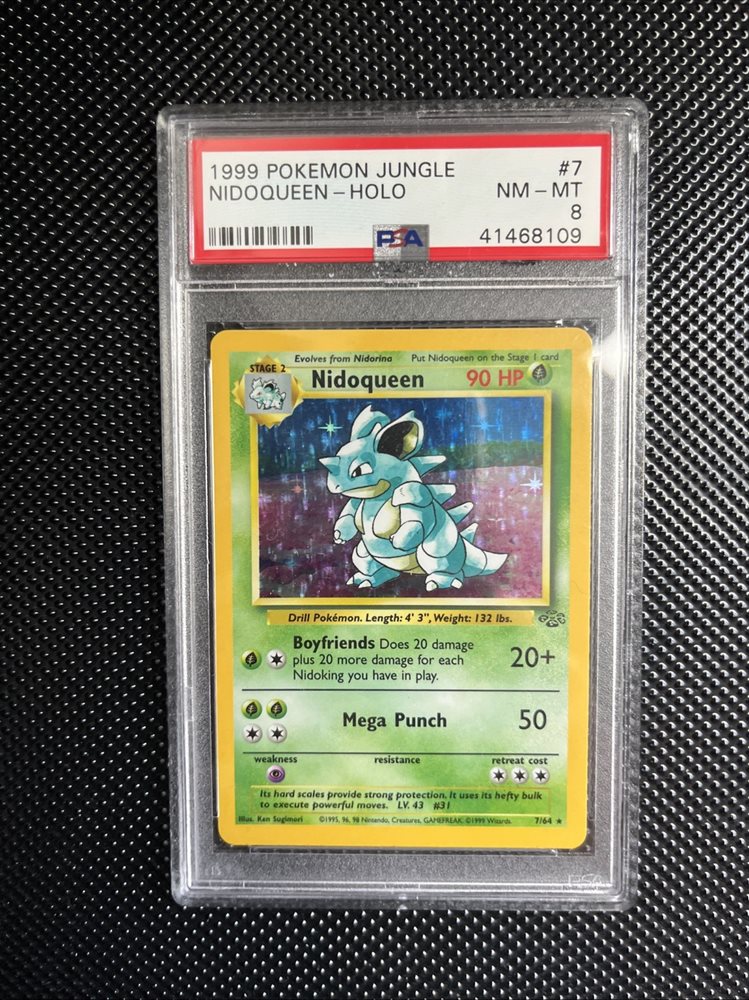 1999 POKEMON JUNGLE #7
NIDOQUEEN – HOLO NM – MT
8
PSA 41468109
Evolves from Nidorina Put Nidoqueen on the Stage 1 card
STAGE 2
Nidoqueen 90 HP
Drill Pokémon. Length: 4' 3", Weight: 132 lbs.
Boyfriends Does 20 damage
plus 20 more damage for each 20+
Nidoking you have in play.
Mega Punch 50
weakness resistance retreat cost
Its hard scales provide strong protection. It uses its hefty bulk
to execute powerful moves. LV. 43 #31
Illus. Ken Sugimori ©1995, 96, 98 Nintendo, Creatures, GAMEFREAK. ©1999 Wizards. 7/64 ★
PSA